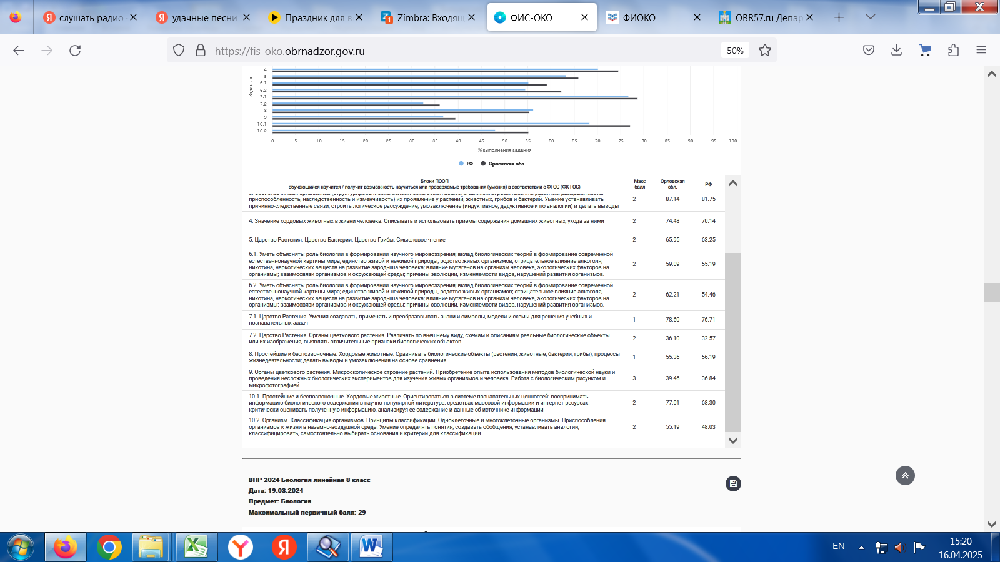 слушать радио
удачные песни
Праздник для в
Zimbra: Входящ
ФИС-ОКО
ФИОКО
OBR57.ru Депар
https://fis-oko.obrnadzor.gov.ru
50%
Задания
4
5
6.1
6.2
7.1
7.2
8
9
10.1
10.2
0 5 10 15 20 25 30 35 40 45 50 55 60 65 70 75 80 85 90 95 100
% выполнения задания
РФ Орловская обл.
Блоки ПООП
обучающийся научится / получит возможность научиться или проверяемые требования (умения) в соответствии с ФГОС (ФК ГОС)
Макс балл
Орловская обл.
РФ
приспособленность, наследственность и изменчивость) их проявление у растений, животных, грибов и бактерий. Умение устанавливать
причинно-следственные связи, строить логическое рассуждение, умозаключение (индуктивное, дедуктивное и по аналогии) и делать выводы
2 87.14 81.75
4. Значение хордовых животных в жизни человека. Описывать и использовать приемы содержания домашних животных, ухода за ними 2 74.48 70.14
5. Царство Растения. Царство Бактерии. Царство Грибы. Смысловое чтение 2 65.95 63.25
6.1. Уметь объяснять: роль биологии в формировании научного мировоззрения; вклад биологических теорий в формирование современной
естественнонаучной картины мира; единство живой и неживой природы, родство живых организмов; отрицательное влияние алкоголя,
никотина, наркотических веществ на развитие зародыша человека; влияние мутагенов на организм человека, экологических факторов на
организмы; взаимосвязи организмов и окружающей среды; причины эволюции, изменяемости видов, нарушений развития организмов.
2 59.09 55.19
6.2. Уметь объяснять: роль биологии в формировании научного мировоззрения; вклад биологических теорий в формирование современной
естественнонаучной картины мира; единство живой и неживой природы, родство живых организмов; отрицательное влияние алкоголя,
никотина, наркотических веществ на развитие зародыша человека; влияние мутагенов на организм человека, экологических факторов на
организмы; взаимосвязи организмов и окружающей среды; причины эволюции, изменяемости видов, нарушений развития организмов.
2 62.21 54.46
7.1. Царство Растения. Умения создавать, применять и преобразовывать знаки и символы, модели и схемы для решения учебных и
познавательных задач
1 78.60 76.71
7.2. Царство Растения. Органы цветкового растения. Различать по внешнему виду, схемам и описаниям реальные биологические объекты
или их изображения, выявлять отличительные признаки биологических объектов
2 36.10 32.57
8. Простейшие и беспозвоночные. Хордовые животные. Сравнивать биологические объекты (растения, животные, бактерии, грибы), процессы
жизнедеятельности; делать выводы и умозаключения на основе сравнения
1 55.36 56.19
9. Органы цветкового растения. Микроскопическое строение растений. Приобретение опыта использования методов биологической науки и
проведения несложных биологических экспериментов для изучения живых организмов и человека. Работа с биологическим рисунком и
микрофотографией
3 39.46 36.84
10.1. Простейшие и беспозвоночные. Хордовые животные. Ориентироваться в системе познавательных ценностей: воспринимать
информацию биологического содержания в научно-популярной литературе, средствах массовой информации и интернет-ресурсах;
критически оценивать полученную информацию, анализируя ее содержание и данные об источнике информации
2 77.01 68.30
10.2. Организм. Классификация организмов. Принципы классификации. Одноклеточные и многоклеточные организмы. Приспособления
организмов к жизни в наземно-воздушной среде. Умение определять понятия, создавать обобщения, устанавливать аналогии,
классифицировать, самостоятельно выбирать основания и критерии для классификации
2 55.19 48.03
ВПР 2024 Биология линейная 8 класс
Дата: 19.03.2024
Предмет: Биология
Максимальный первичный балл: 29
EN
15:20
16.04.2025